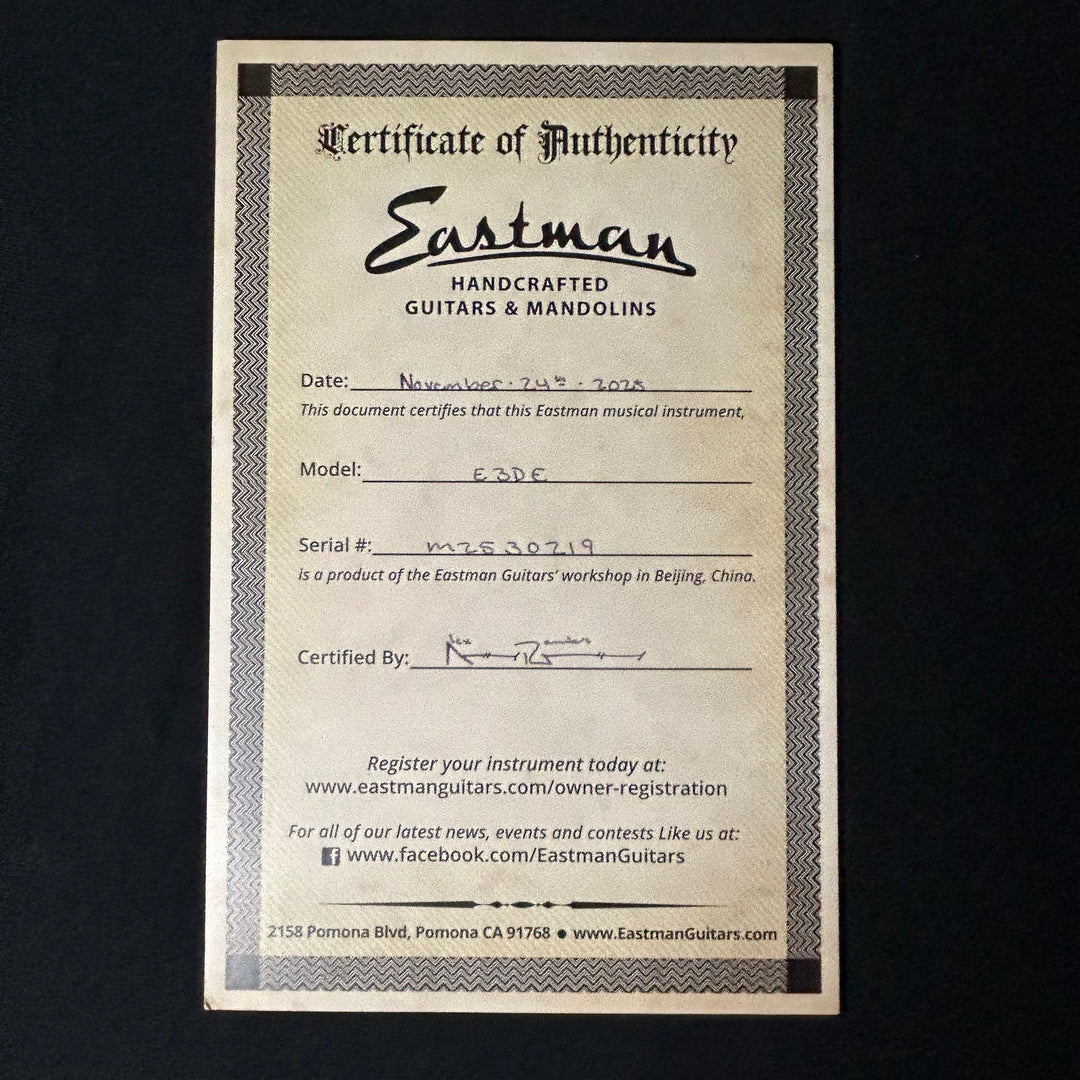 Certificate of Authenticity
Eastman
HANDCRAFTED
GUITARS & MANDOLINS
Date: November · 24th · 2025
This document certifies that this Eastman musical instrument,
Model: E3DE
Serial #: M2530219
is a product of the Eastman Guitars' workshop in Beijing, China.
Certified By: Alex
Register your instrument today at:
www.eastmanguitars.com/owner-registration
For all of our latest news, events and contests Like us at:
f www.facebook.com/EastmanGuitars
2158 Pomona Blvd, Pomona CA 91768 ● www.EastmanGuitars.com